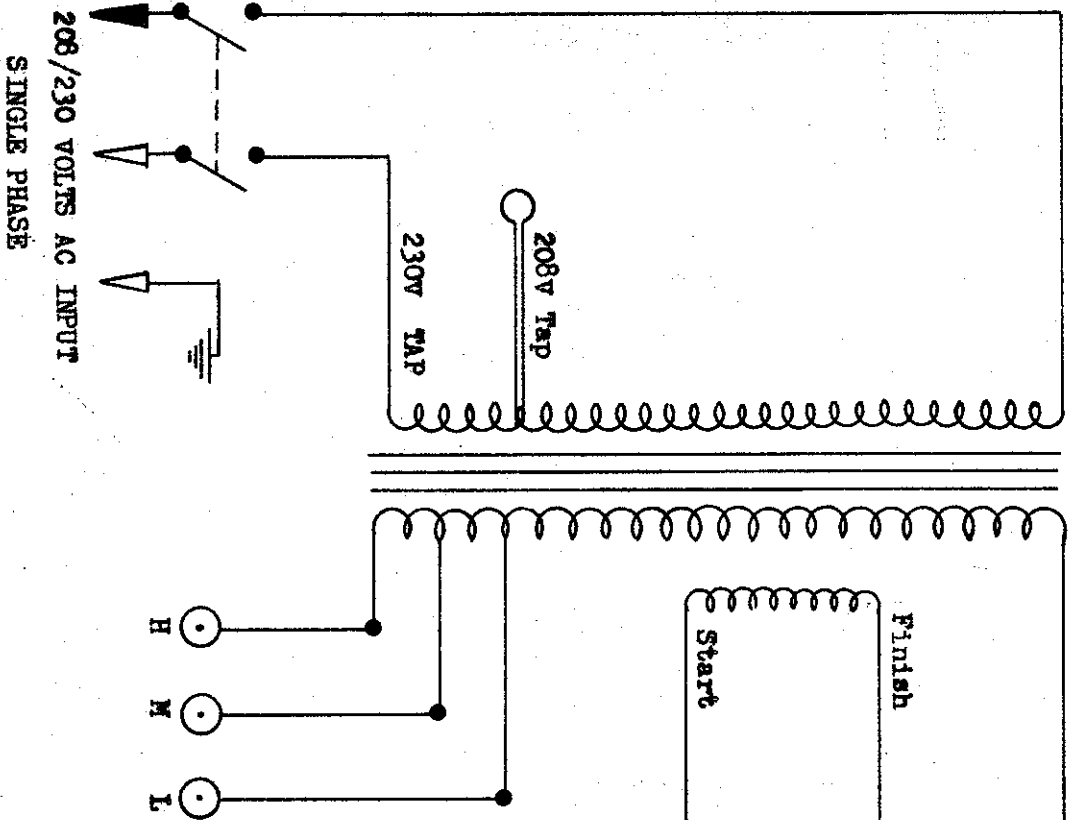 208/230 VOLTS AC INPUT
SINGLE PHASE
208V Tap
230V TAP
Finish
Start
H
M
L